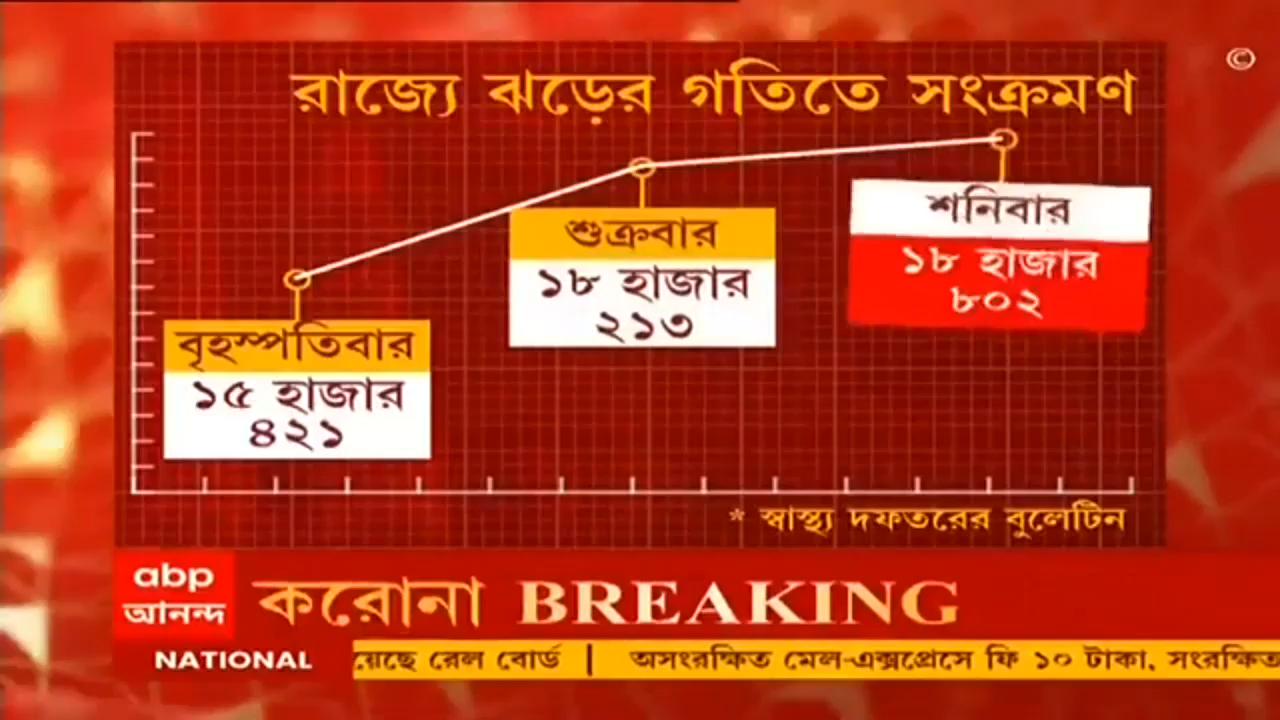 ©
রাজ্যে ঝড়ের গতিতে সংক্রমণ
বৃহস্পতিবার
১৫ হাজার
৪২১
শুক্রবার
১৮ হাজার
২১৩
শনিবার
১৮ হাজার
৮০২
* স্বাস্থ্য দফতরের বুলেটিন
abp
আনন্দ
করোনা BREAKING
NATIONAL
য়েছে রেল বোর্ড | অসংরক্ষিত মেল-এক্সপ্রেসে ফি ১০ টাকা, সংরক্ষিত